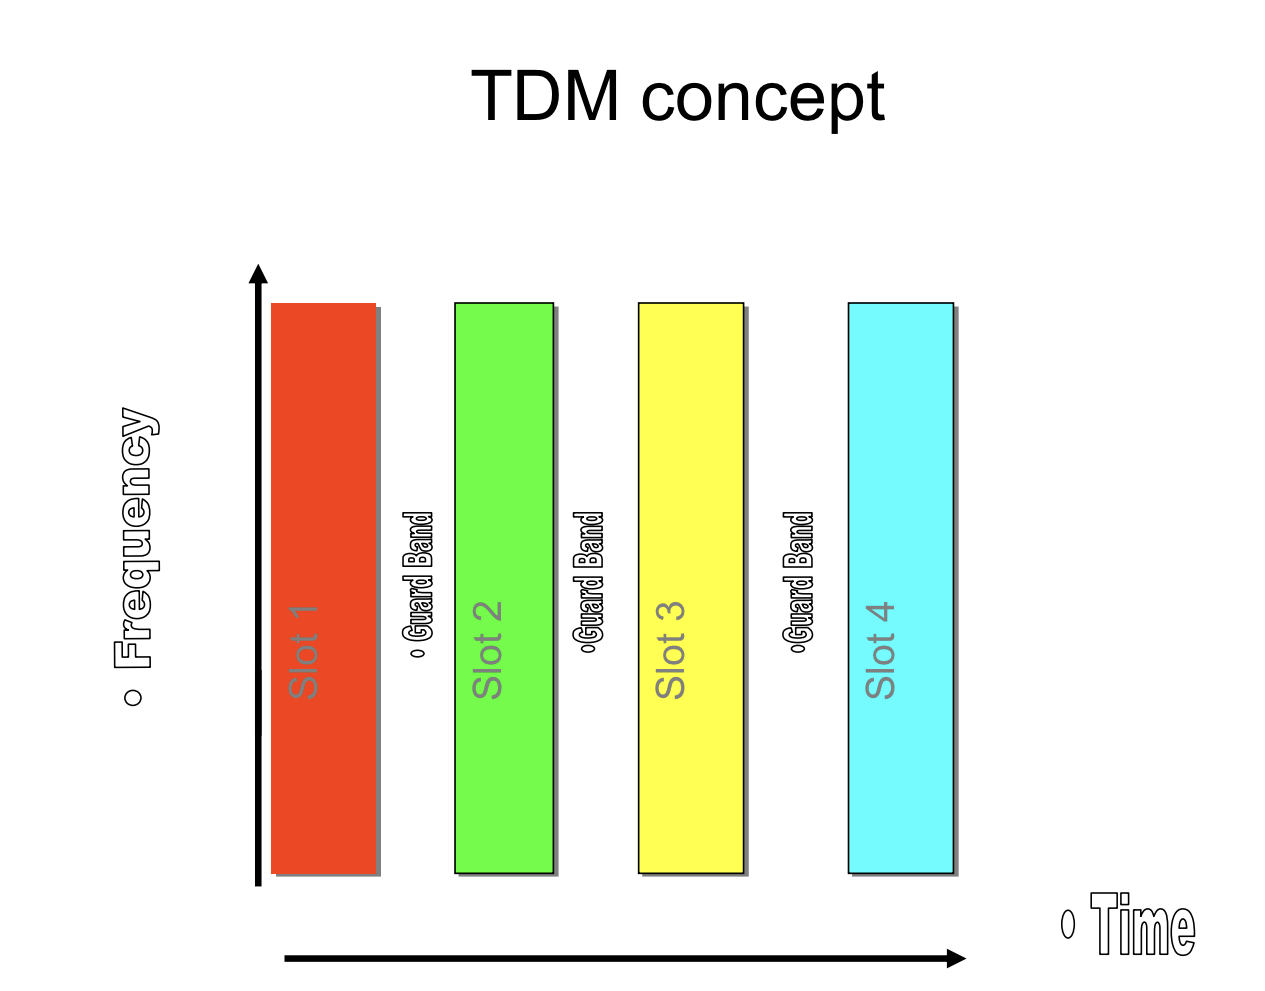 TDM concept
• Frequency
Slot 1
• Guard Band
Slot 2
•Guard Band
Slot 3
•Guard Band
Slot 4
• Time